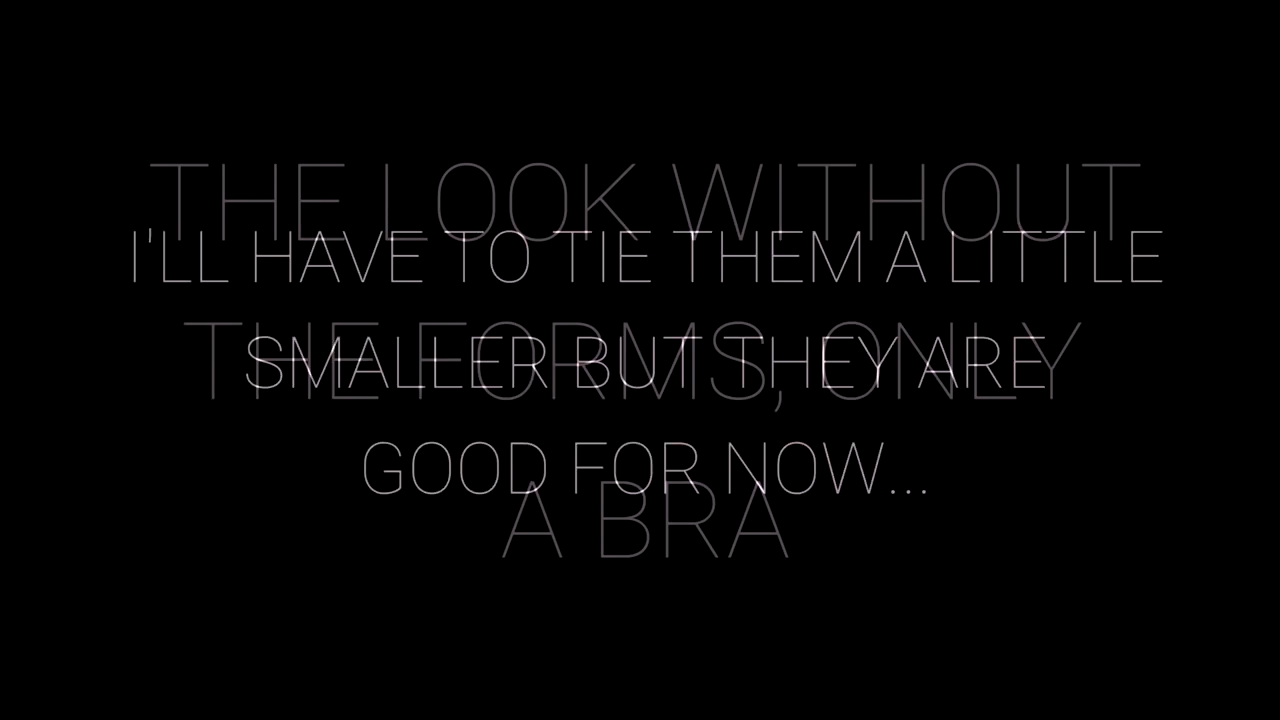 THE LOOK WITHOUT
THE FORMS, ONLY
A BRA
I'LL HAVE TO TIE THEM A LITTLE
SMALLER BUT THEY ARE
GOOD FOR NOW...